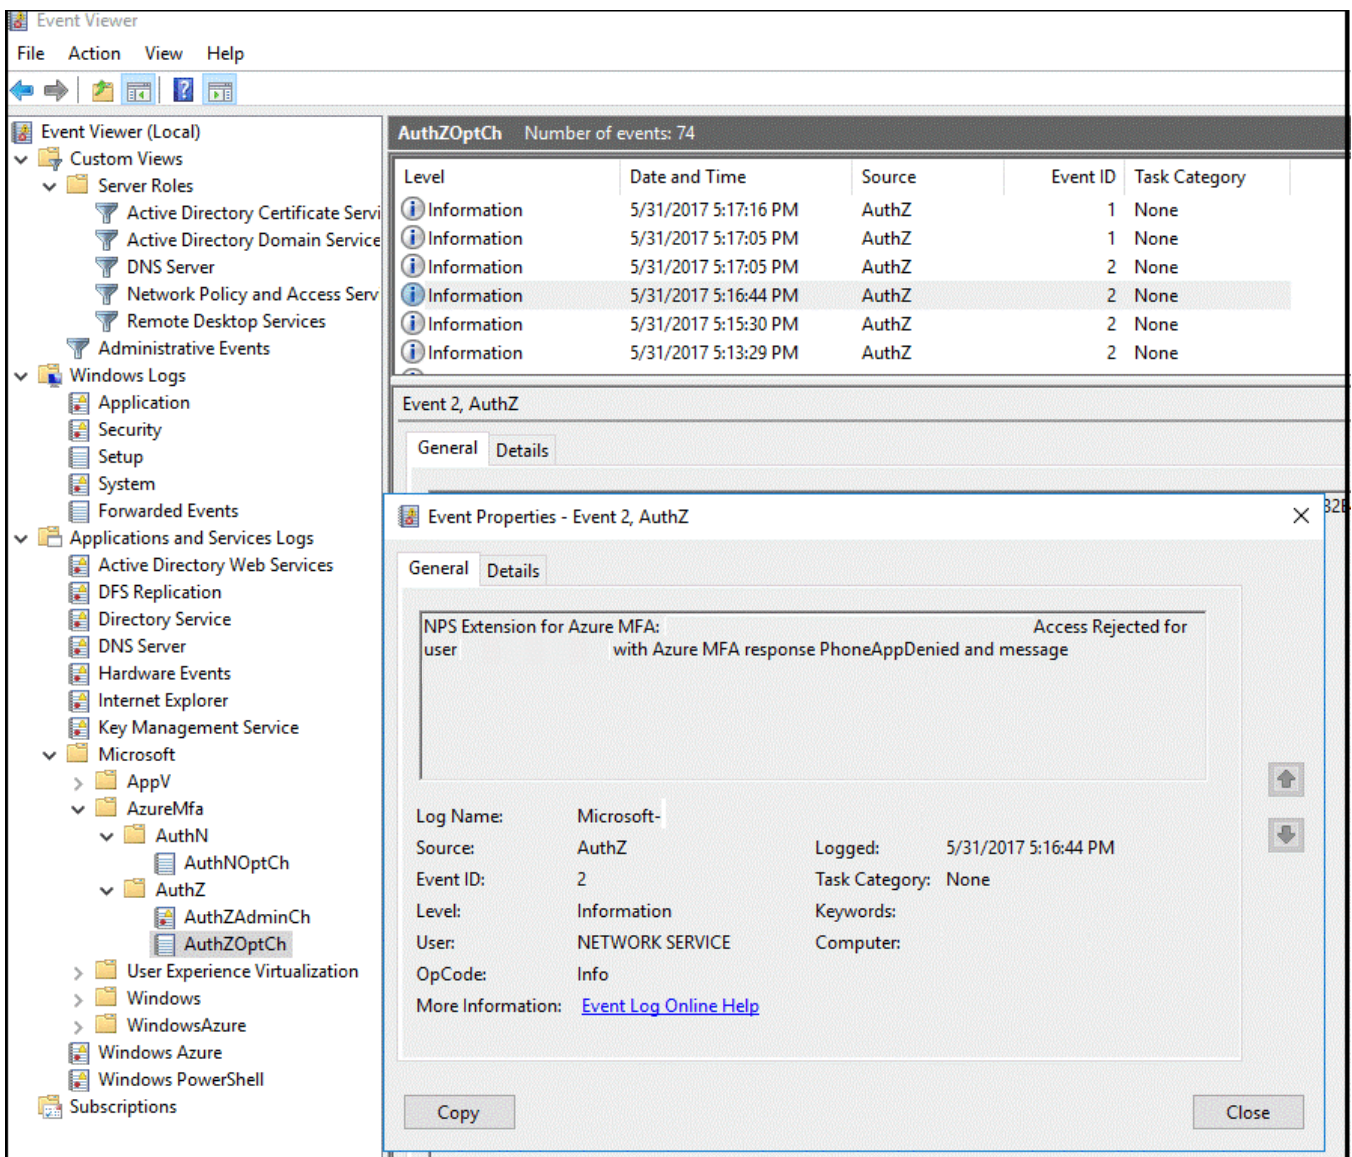 Event Viewer
File Action View Help
Event Viewer (Local)
Custom Views
Server Roles
Active Directory Certificate Servi
Active Directory Domain Service
DNS Server
Network Policy and Access Serv
Remote Desktop Services
Administrative Events
Windows Logs
Application
Security
Setup
System
Forwarded Events
Applications and Services Logs
Active Directory Web Services
DFS Replication
Directory Service
DNS Server
Hardware Events
Internet Explorer
Key Management Service
Microsoft
AppV
AzureMfa
AuthN
AuthNOptCh
AuthZ
AuthZAdminCh
AuthZOptCh
User Experience Virtualization
Windows
WindowsAzure
Windows Azure
Windows PowerShell
Subscriptions
AuthZOptCh Number of events: 74
Level Date and Time Source Event ID Task Category
Information 5/31/2017 5:17:16 PM AuthZ 1 None
Information 5/31/2017 5:17:05 PM AuthZ 1 None
Information 5/31/2017 5:17:05 PM AuthZ 2 None
Information 5/31/2017 5:16:44 PM AuthZ 2 None
Information 5/31/2017 5:15:30 PM AuthZ 2 None
Information 5/31/2017 5:13:29 PM AuthZ 2 None
Event 2, AuthZ
General Details
Event Properties - Event 2, AuthZ
General Details
NPS Extension for Azure MFA: Access Rejected for
user with Azure MFA response PhoneAppDenied and message
Log Name: Microsoft-
Source: AuthZ Logged: 5/31/2017 5:16:44 PM
Event ID: 2 Task Category: None
Level: Information Keywords:
User: NETWORK SERVICE Computer:
OpCode: Info
More Information: Event Log Online Help
Copy Close